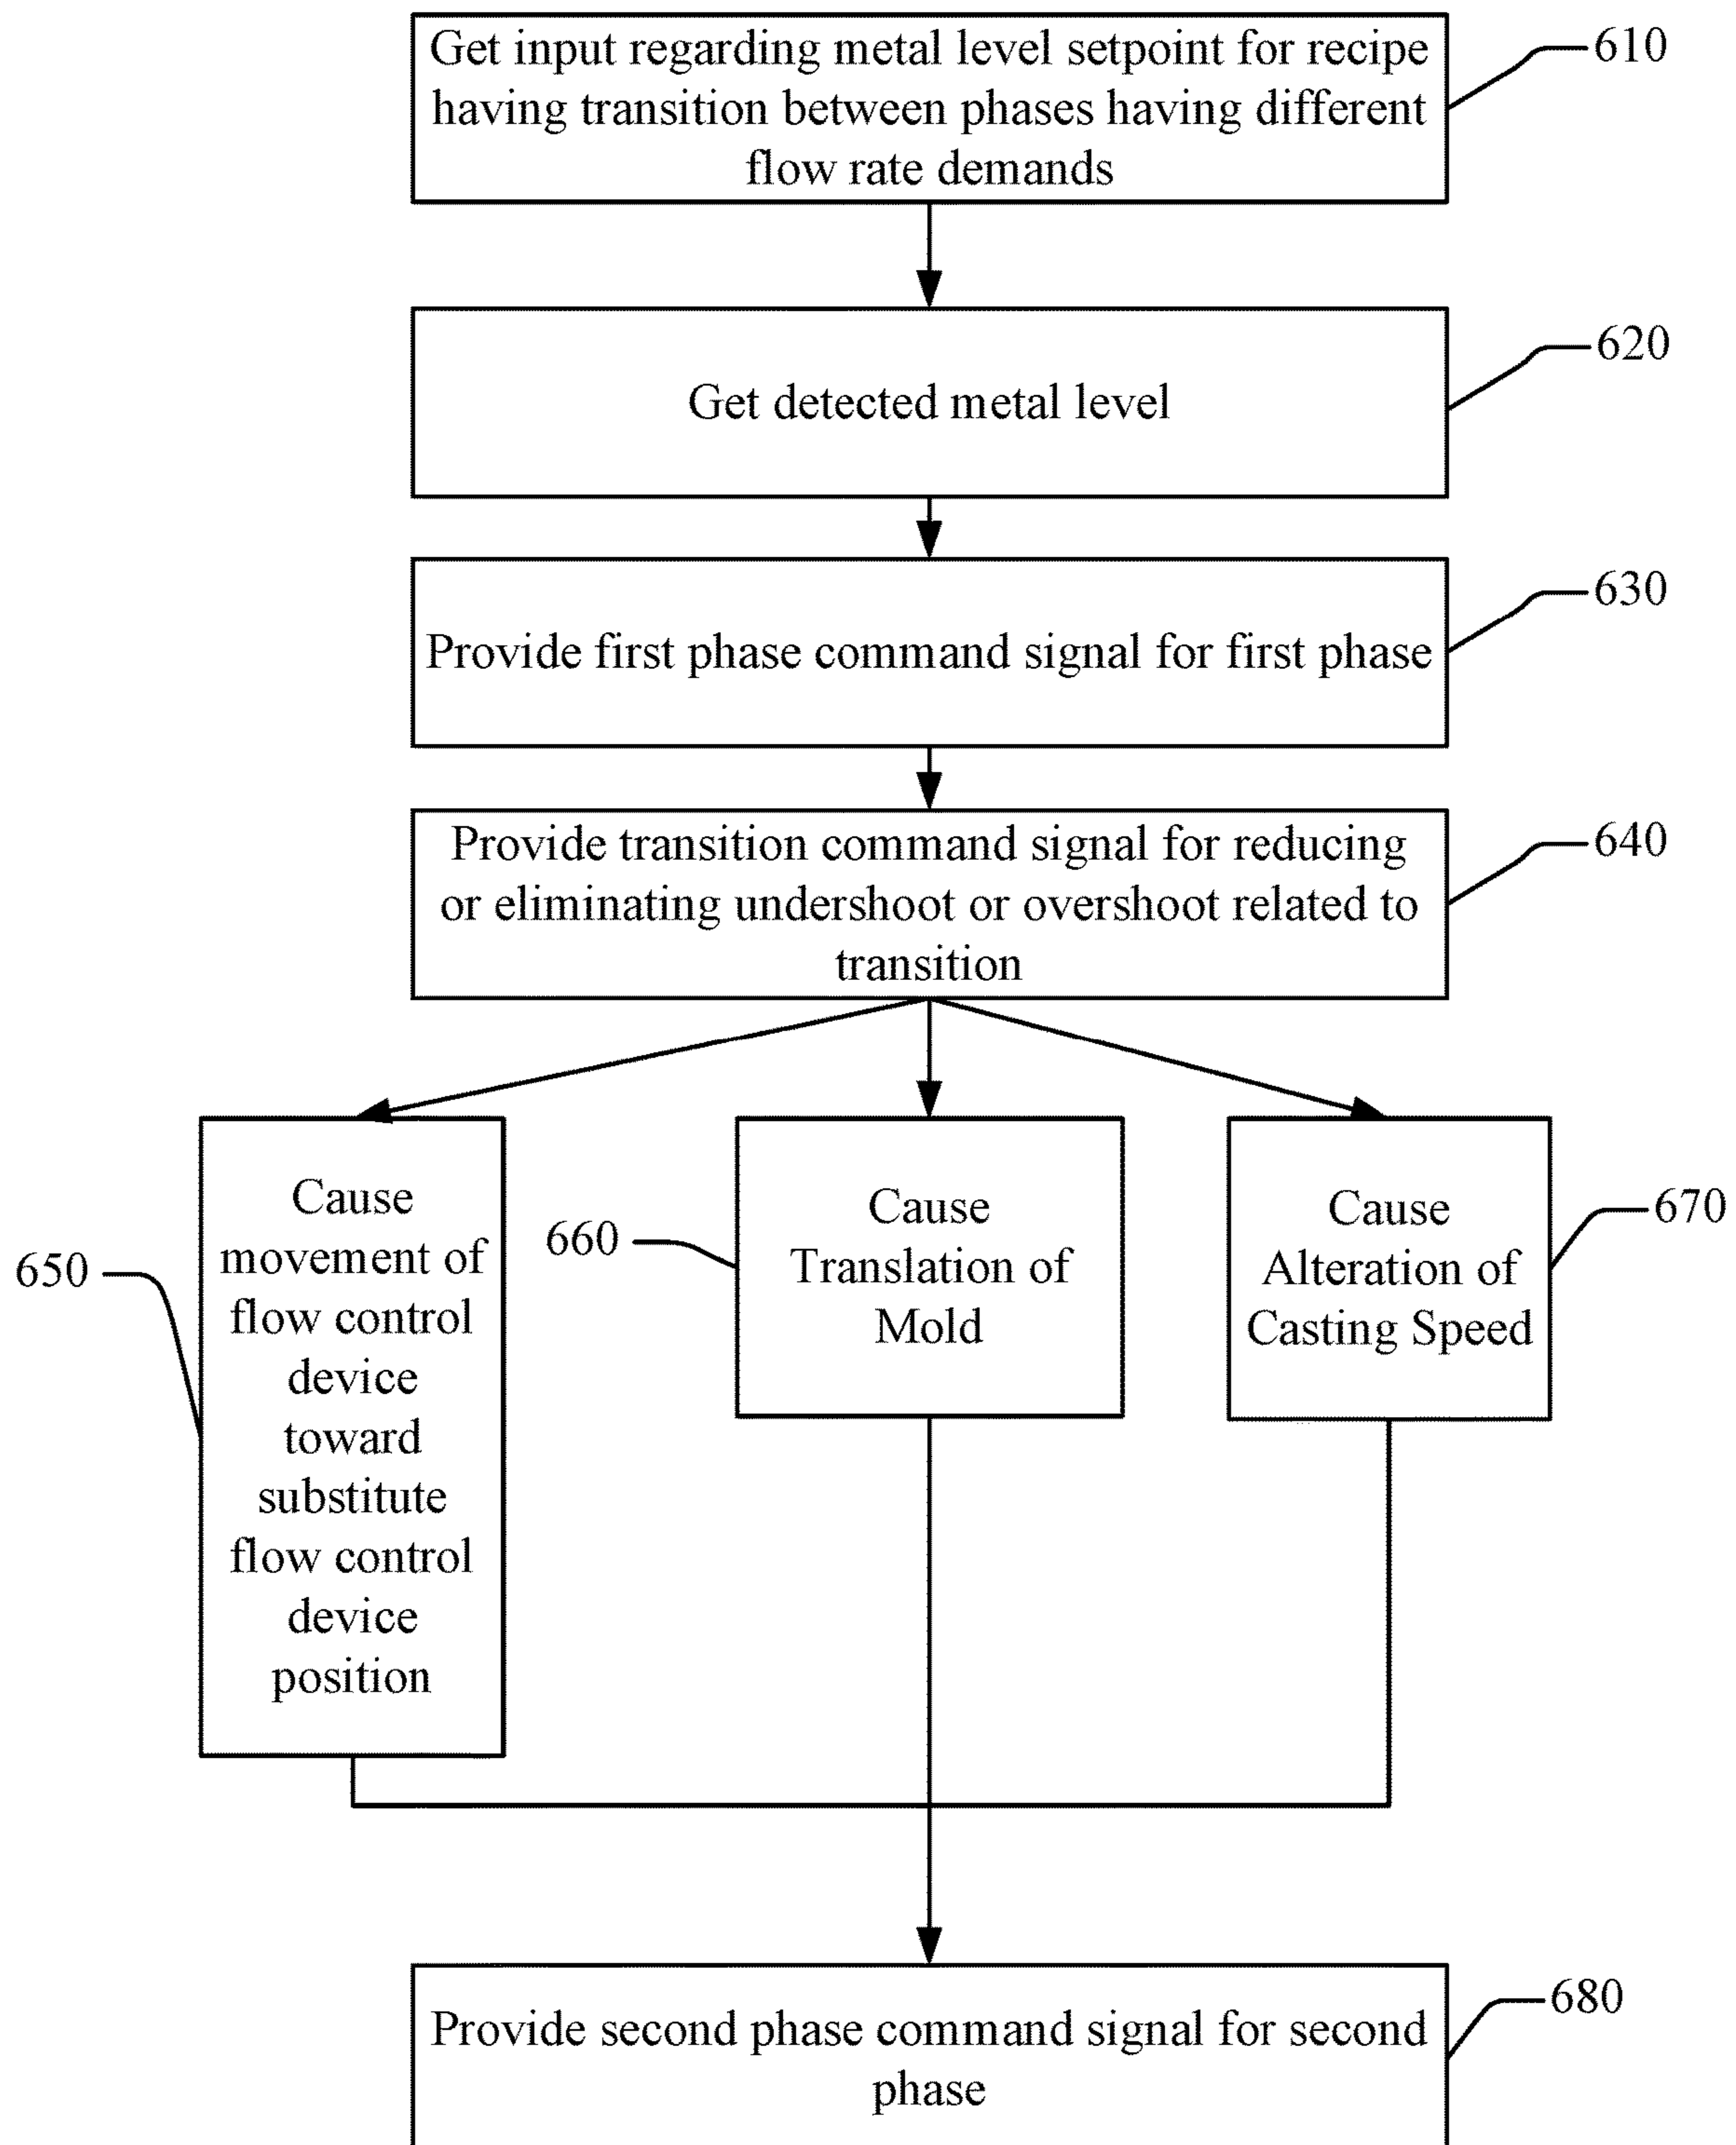 Get input regarding metal level setpoint for recipe
having transition between phases having different
flow rate demands
610
Get detected metal level
620
Provide first phase command signal for first phase
630
Provide transition command signal for reducing
or eliminating undershoot or overshoot related to
transition
640
650
Cause
movement of
flow control
device
toward
substitute
flow control
device
position
660
Cause
Translation of
Mold
Cause
Alteration of
Casting Speed
670
Provide second phase command signal for second
phase
680